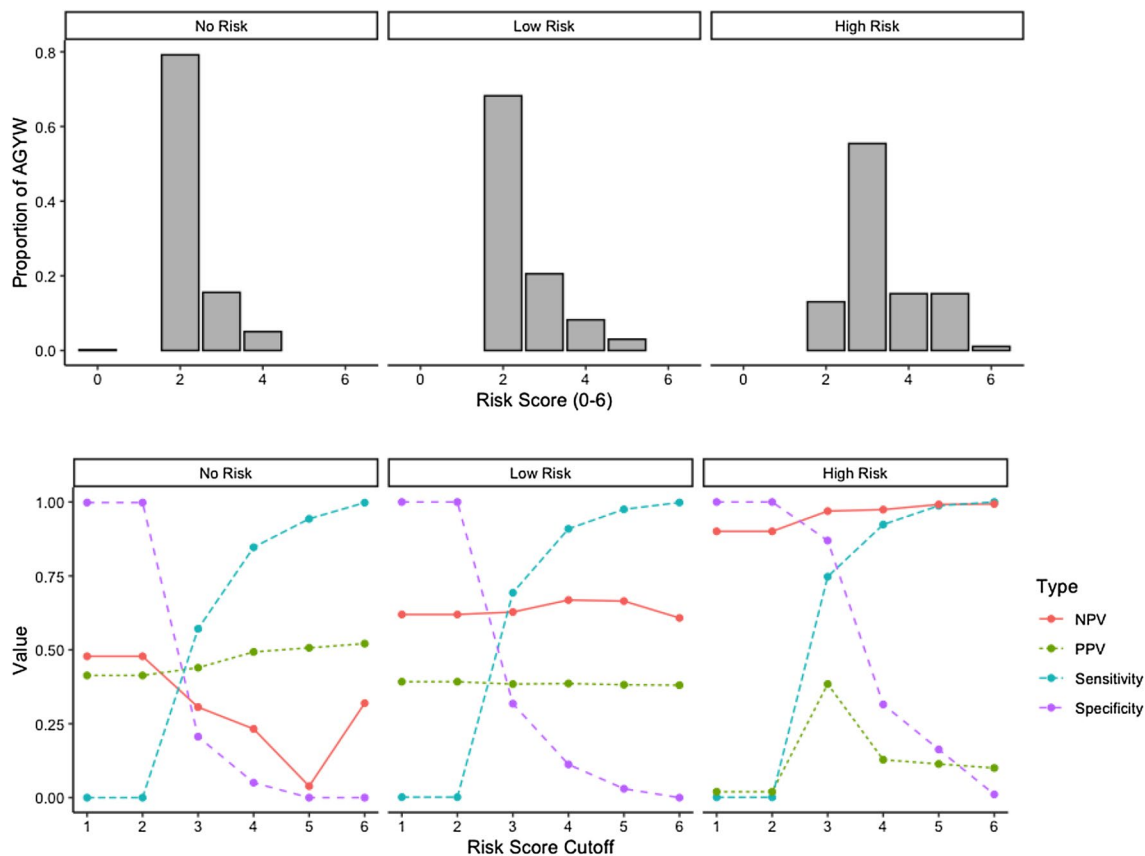 No Risk Low Risk High Risk
0.8
0.6
0.4
0.2
0.0
Proportion of AGYW
0 2 4 6 0 2 4 6 0 2 4 6
Risk Score (0-6)
No Risk Low Risk High Risk
1.00
0.75
0.50
0.25
0.00
Value
1 2 3 4 5 6 1 2 3 4 5 6 1 2 3 4 5 6
Risk Score Cutoff
Type
NPV
PPV
Sensitivity
Specificity